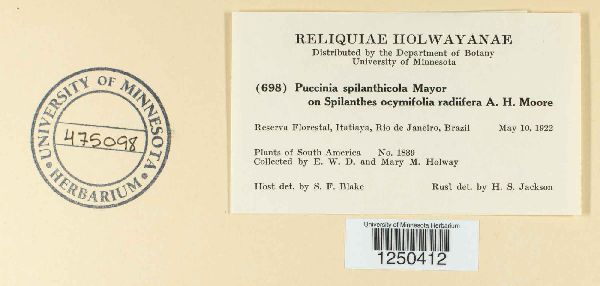 UNIVERSITY OF MINNESOTA
475098
HERBARIUM
RELIQUIAE HOLWAYANAE
Distributed by the Department of Botany
University of Minnesota
(698) Puccinia spilanthicola Mayor
on Spilanthes ocymifolia radiifera A. H. Moore
Reserva Florestal, Itatiaya, Rio de Janeiro, Brazil May 10, 1922
Plants of South America No. 1839
Collected by E. W. D. and Mary M. Holway
Host det. by S. F. Blake Rust det. by H. S. Jackson
University of Minnesota Herbarium
1250412